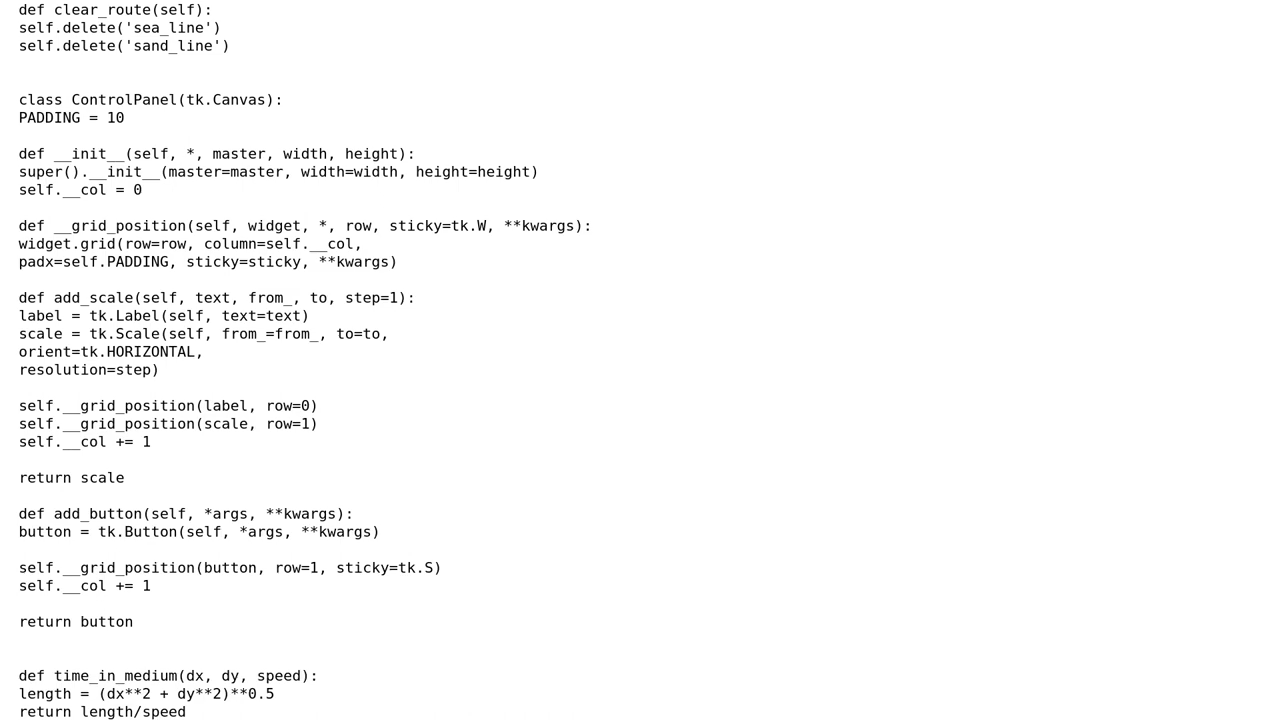 def clear_route(self):
self.delete('sea_line')
self.delete('sand_line')
class ControlPanel(tk.Canvas):
PADDING = 10
def __init__(self, *, master, width, height):
super().__init__(master=master, width=width, height=height)
self.__col = 0
def __grid_position(self, widget, *, row, sticky=tk.W, **kwargs):
widget.grid(row=row, column=self.__col,
padx=self.PADDING, sticky=sticky, **kwargs)
def add_scale(self, text, from_, to, step=1):
label = tk.Label(self, text=text)
scale = tk.Scale(self, from_=from_, to=to,
orient=tk.HORIZONTAL,
resolution=step)
self.__grid_position(label, row=0)
self.__grid_position(scale, row=1)
self.__col += 1
return scale
def add_button(self, *args, **kwargs):
button = tk.Button(self, *args, **kwargs)
self.__grid_position(button, row=1, sticky=tk.S)
self.__col += 1
return button
def time_in_medium(dx, dy, speed):
length = (dx**2 + dy**2)**0.5
return length/speed